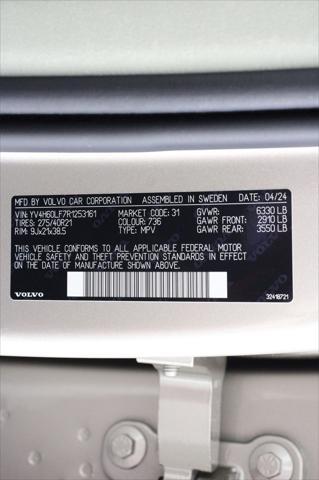 MFD BY VOLVO CAR CORPORATION ASSEMBLED IN SWEDEN DATE: 04/24
VIN: YV4H60LF7R1253161 MARKET CODE: 31 GVWR: 6330 LB
TIRES: 275/40R21 COLOUR: 736 GAWR FRONT: 2910 LB
RIM: 9Jx21x38.5 TYPE: MPV GAWR REAR: 3550 LB
THIS VEHICLE CONFORMS TO ALL APPLICABLE FEDERAL MOTOR
VEHICLE SAFETY AND THEFT PREVENTION STANDARDS IN EFFECT
ON THE DATE OF MANUFACTURE SHOWN ABOVE.
VOLVO 32418721